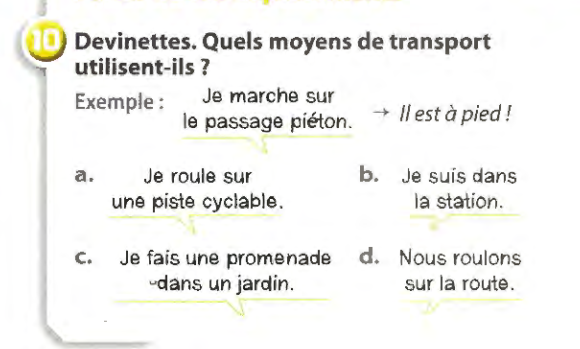 10 Devinettes. Quels moyens de transport
utilisent-ils ?
Exemple : Je marche sur
le passage piéton. → Il est à pied !
a. Je roule sur
une piste cyclable.
b. Je suis dans
la station.
c. Je fais une promenade
dans un jardin.
d. Nous roulons
sur la route.